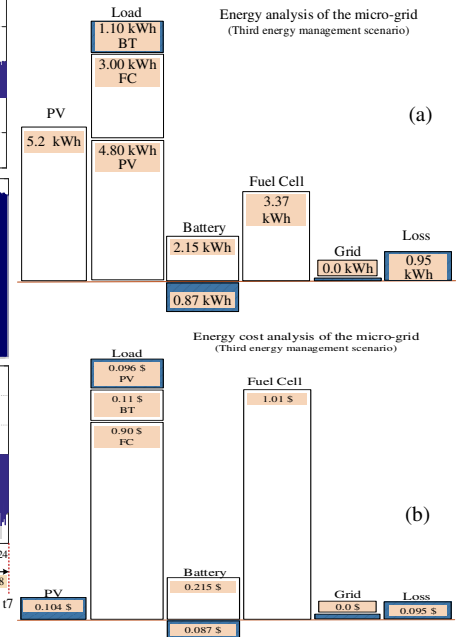 Energy analysis of the micro-grid
(Third energy management scenario)
(a)
Load
1.10 kWh
BT
3.00 kWh
FC
4.80 kWh
PV
PV
5.2 kWh
Battery
2.15 kWh
0.87 kWh
Fuel Cell
3.37
kWh
Grid
0.0 kWh
Loss
0.95
kWh
Energy cost analysis of the micro-grid
(Third energy management scenario)
(b)
Load
0.096 $
PV
0.11 $
BT
0.90 $
FC
Fuel Cell
1.01 $
PV
0.104 $
Battery
0.215 $
0.087 $
Grid
0.0 $
Loss
0.095 $
24
8
t7